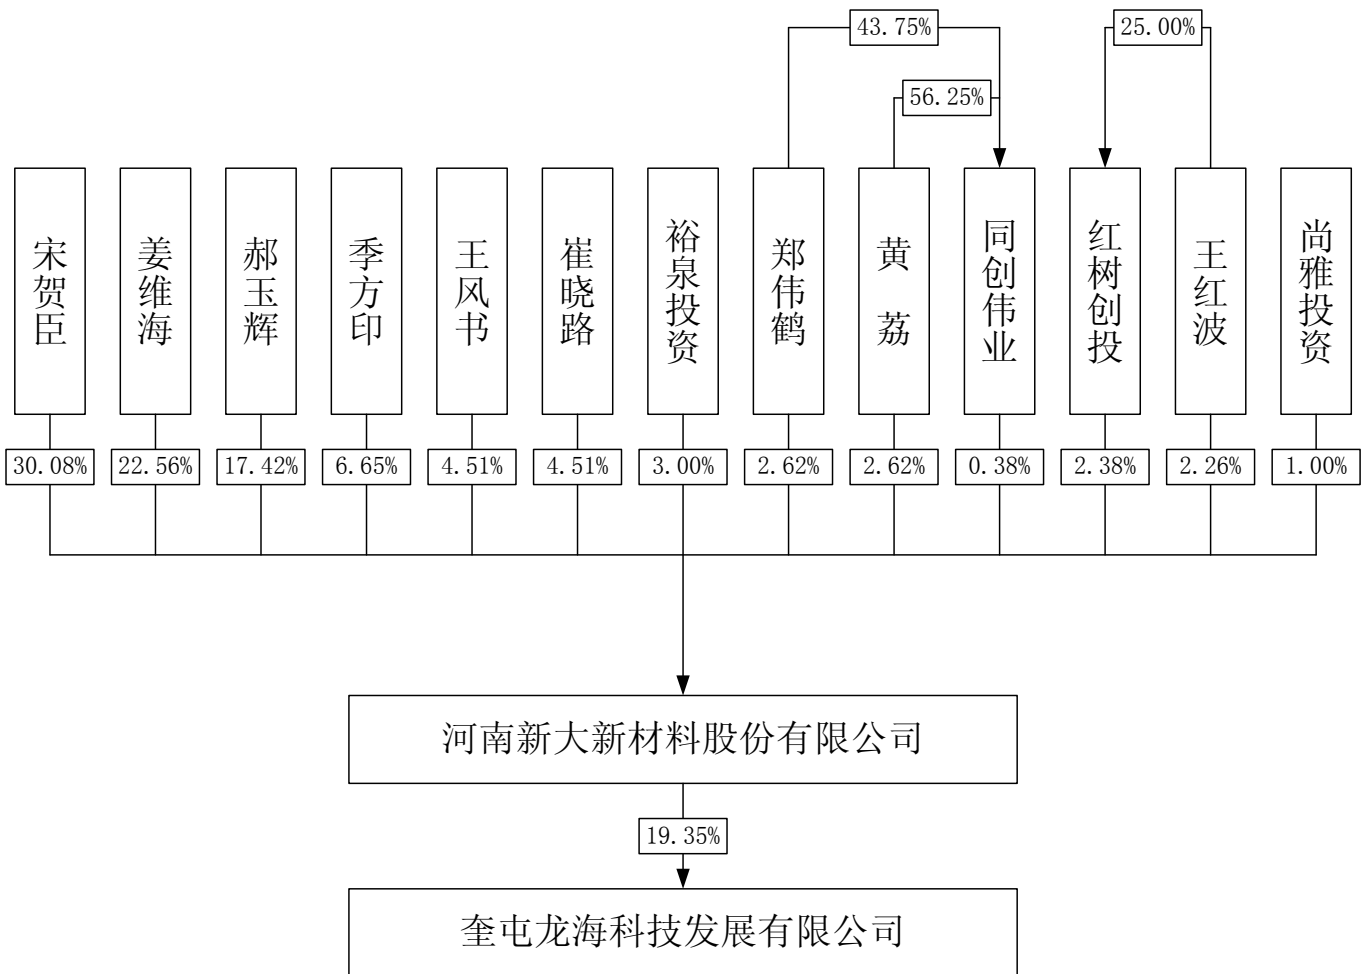 43.75%
25.00%
56.25%
宋贺臣
姜维海
郝玉辉
季方印
王风书
崔晓路
裕泉投资
郑伟鹤
黄 荔
同创伟业
红树创投
王红波
尚雅投资
30.08%
22.56%
17.42%
6.65%
4.51%
4.51%
3.00%
2.62%
2.62%
0.38%
2.38%
2.26%
1.00%
河南新大新材料股份有限公司
19.35%
奎屯龙海科技发展有限公司